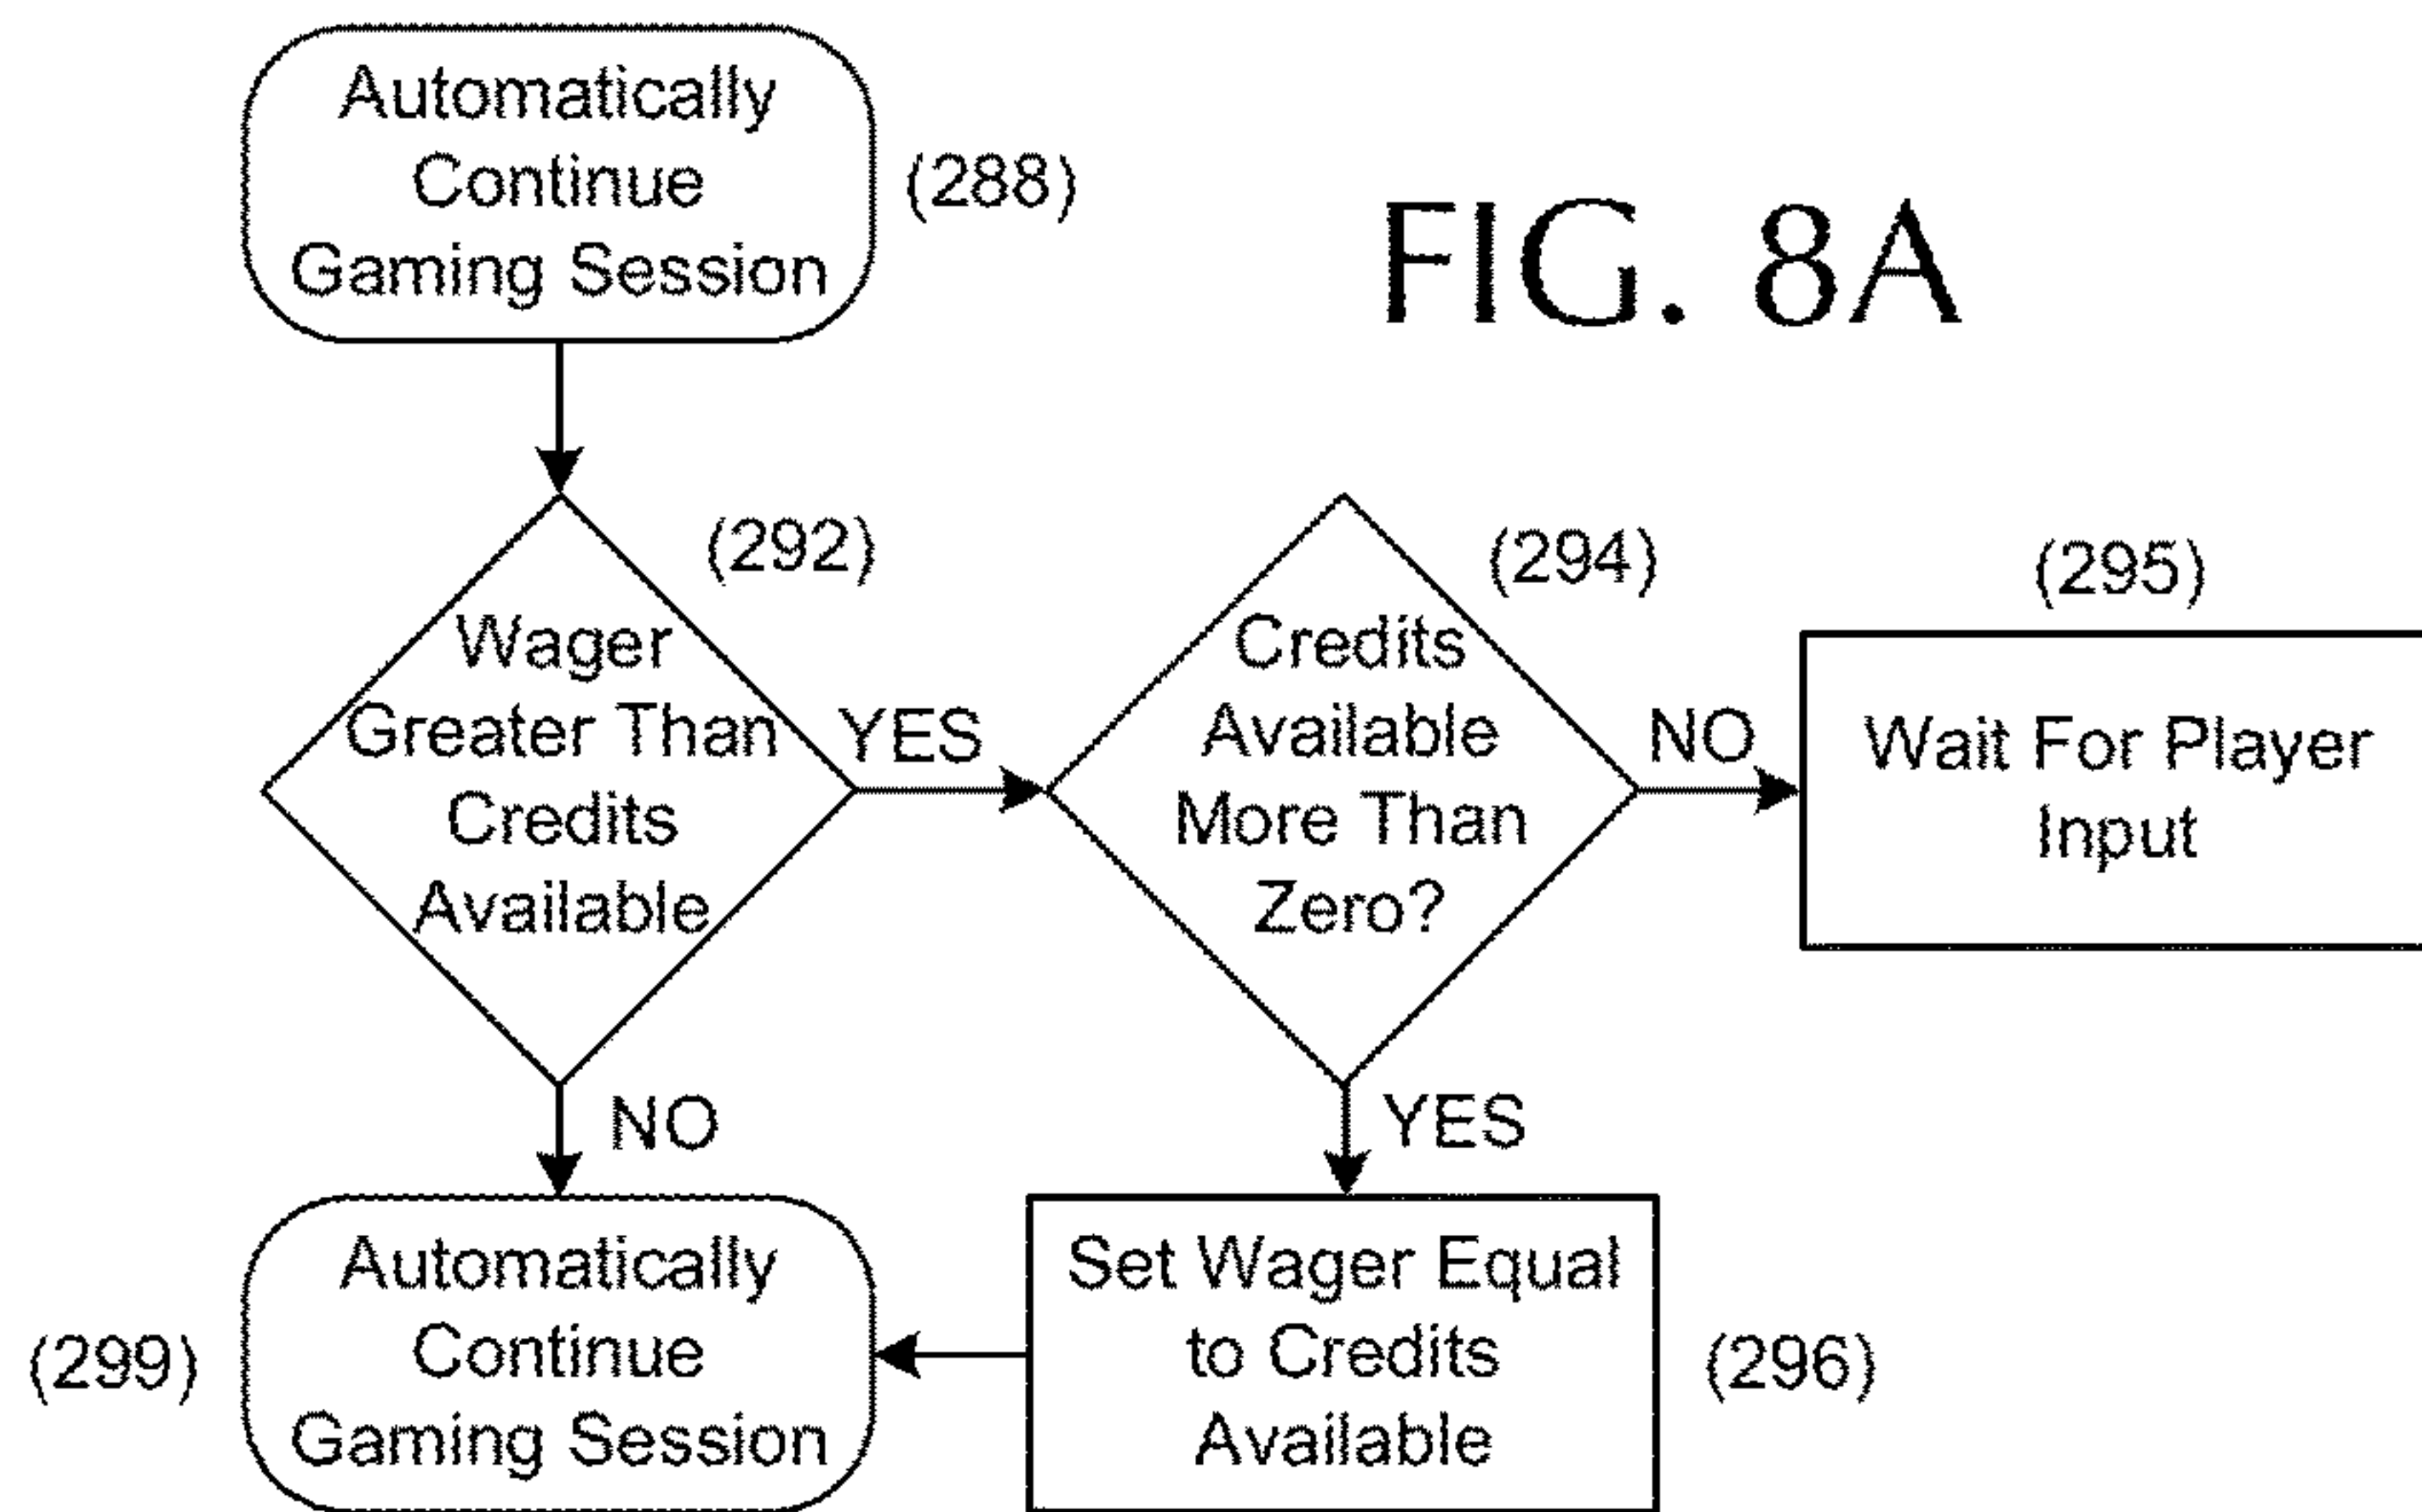 Automatically
Continue
Gaming Session
(288)
FIG. 8A
(292)
Wager
Greater Than
Credits
Available
YES
(294)
Credits
Available
More Than
Zero?
NO
(295)
Wait For Player
Input
NO
YES
(299)
Automatically
Continue
Gaming Session
Set Wager Equal
to Credits
Available
(296)